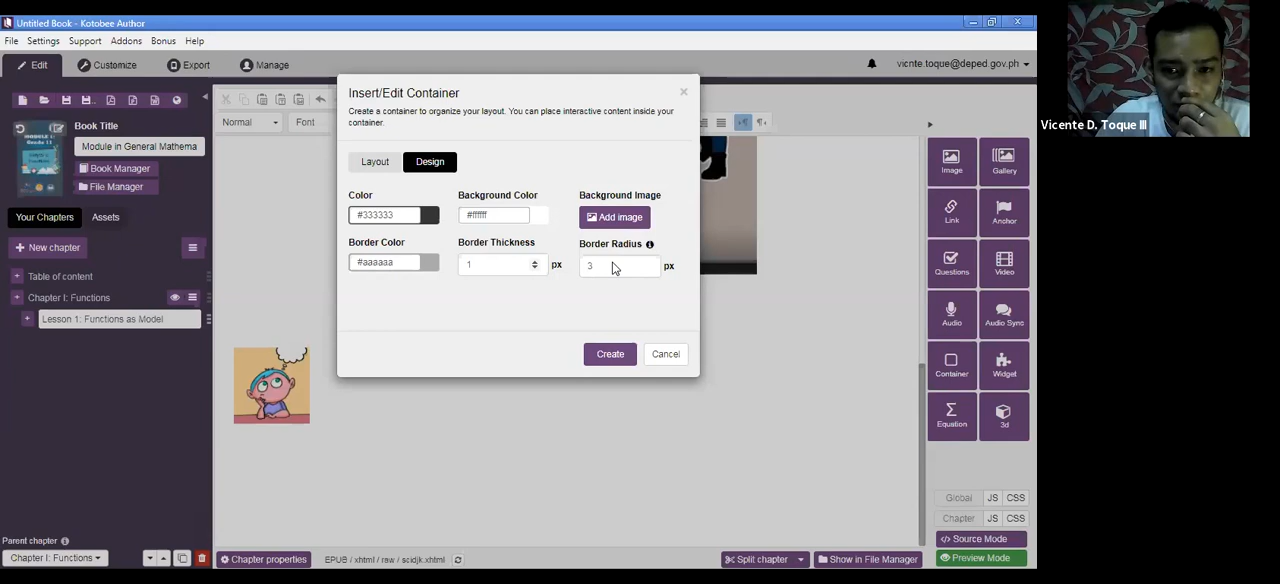 Untitled Book - Kotobee Author
File Settings Support Addons Bonus Help
Edit Customize Export Manage
vicnte.toque@deped.gov.ph
Book Title
Module in General Mathema
Book Manager
File Manager
Your Chapters Assets
+ New chapter
Table of content
Chapter I: Functions
Lesson 1: Functions as Model
Parent chapter
Chapter I: Functions
Normal Font
Insert/Edit Container
Create a container to organize your layout. You can place interactive content inside your
container.
Layout Design
Color Background Color Background Image
#333333 #ffffff Add image
Border Color Border Thickness Border Radius
#aaaaaa 1 px 3 px
Create Cancel
Image Gallery
Link Anchor
Questions Video
Audio Audio Sync
Container Widget
Equation 3d
Global JS CSS
Chapter JS CSS
</> Source Mode
Preview Mode
Chapter properties EPUB / xhtml / raw / scidjk.xhtml Split chapter Show in File Manager
Vicente D. Toque III